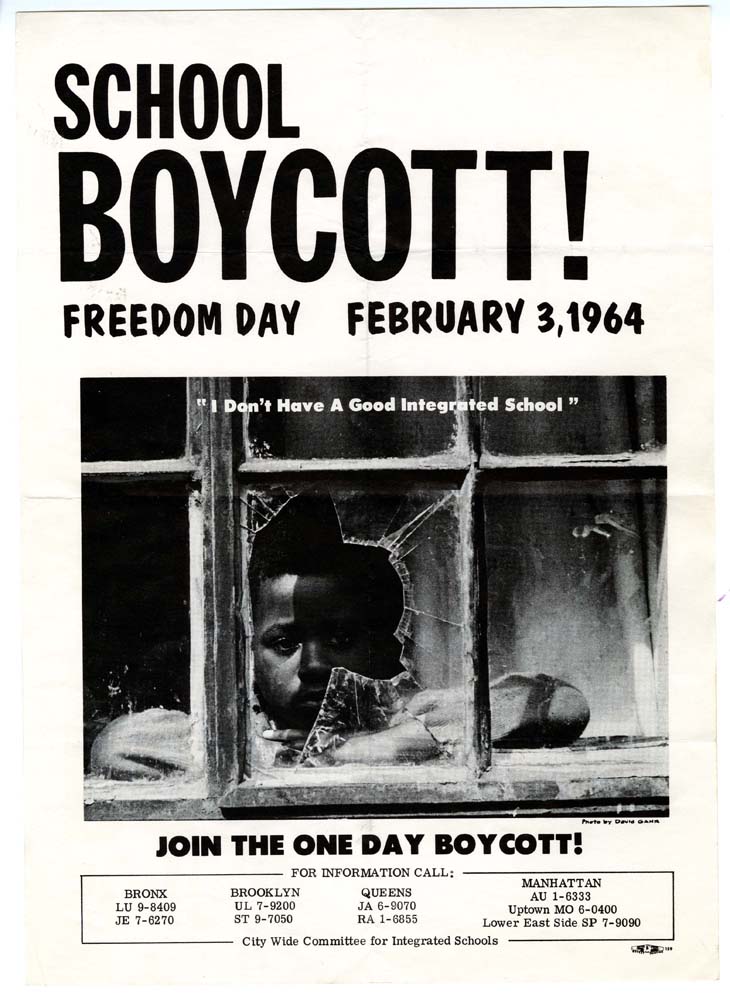 SCHOOL
BOYCOTT!
FREEDOM DAY FEBRUARY 3, 1964
" I Don't Have A Good Integrated School "
Photo by David GAHR
JOIN THE ONE DAY BOYCOTT!
FOR INFORMATION CALL:
BRONX
LU 9-8409
JE 7-6270
BROOKLYN
UL 7-9200
ST 9-7050
QUEENS
JA 6-9070
RA 1-6855
MANHATTAN
AU 1-6333
Uptown MO 6-0400
Lower East Side SP 7-9090
City Wide Committee for Integrated Schools